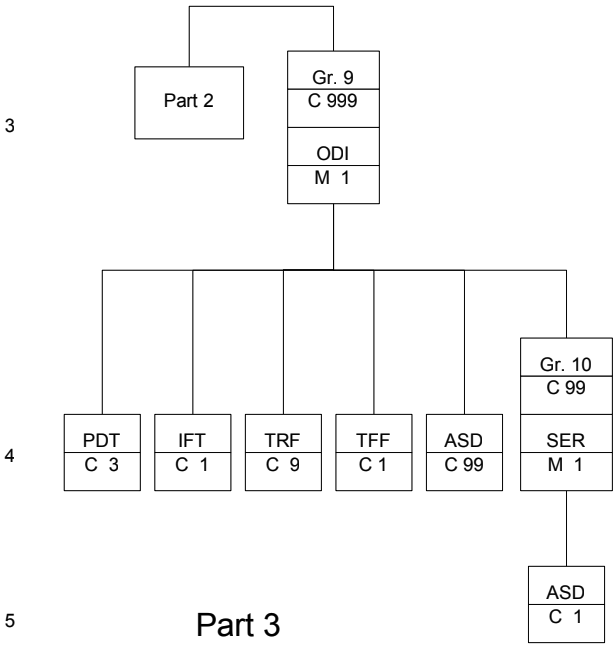 Gr. 9
Part 2
C 999
3
ODI
M 1
Gr. 10
C 99
4
PDT
IFT
TRF
TFF
ASD
SER
C 3
C 1
C 9
C 1
C 99
M 1
ASD
C 1
5
Part 3